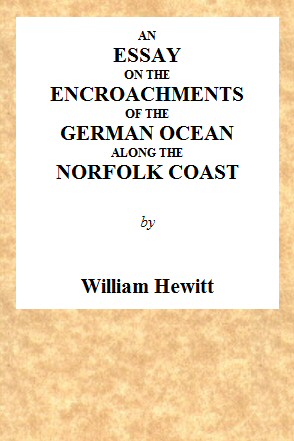 AN
ESSAY
ON THE
ENCROACHMENTS
OF THE
GERMAN OCEAN
ALONG THE
NORFOLK COAST
by
William Hewitt